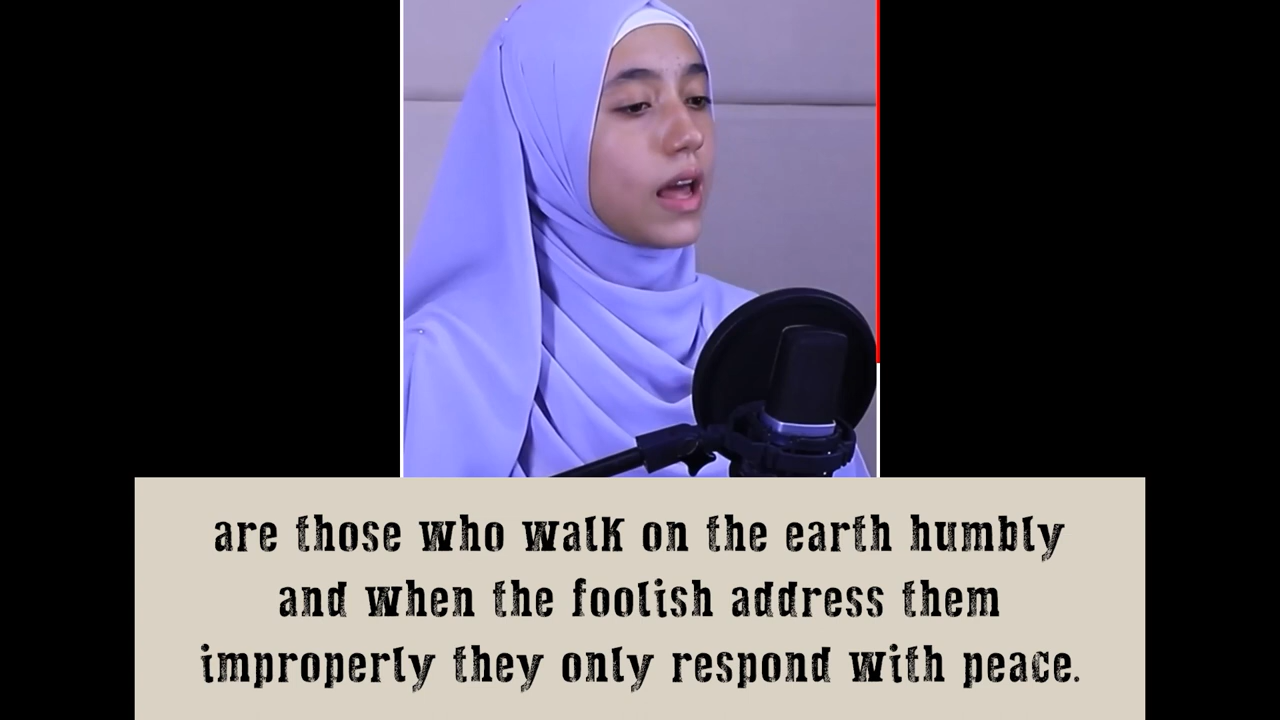 are those who walk on the earth humbly
and when the foolish address them
improperly they only respond with peace.